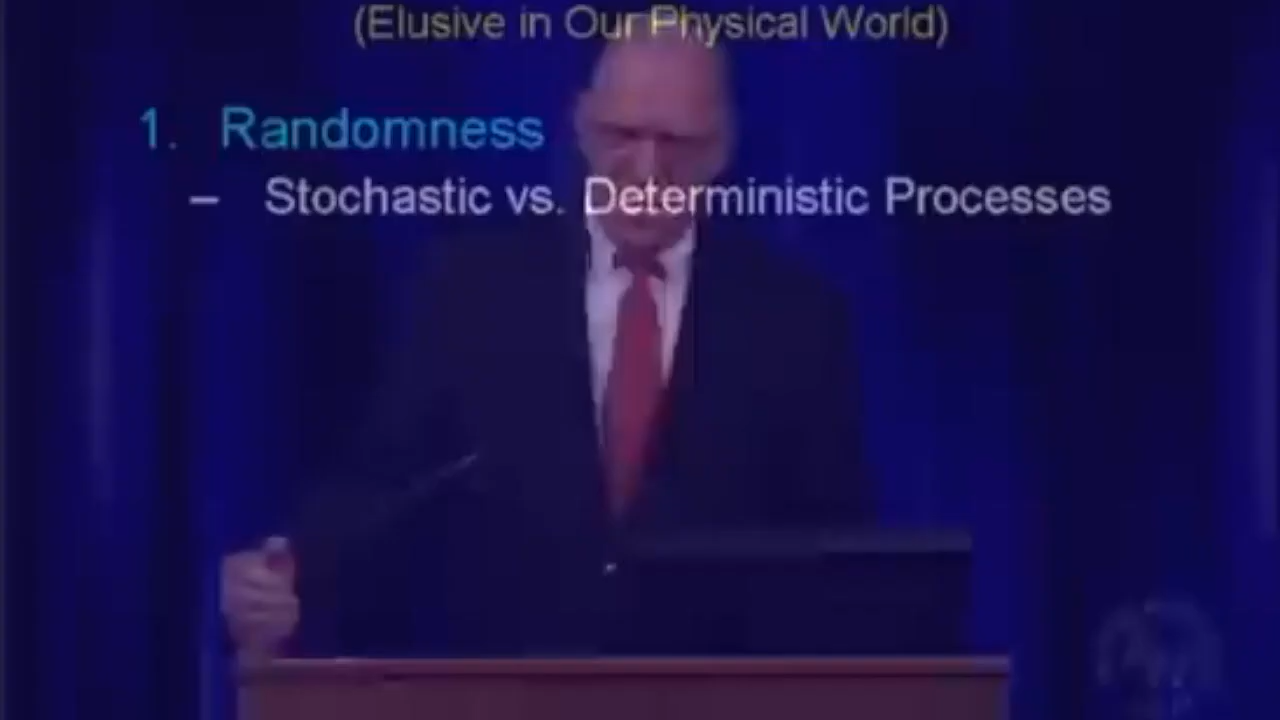 (Elusive in Our Physical World)
1. Randomness
– Stochastic vs. Deterministic Processes